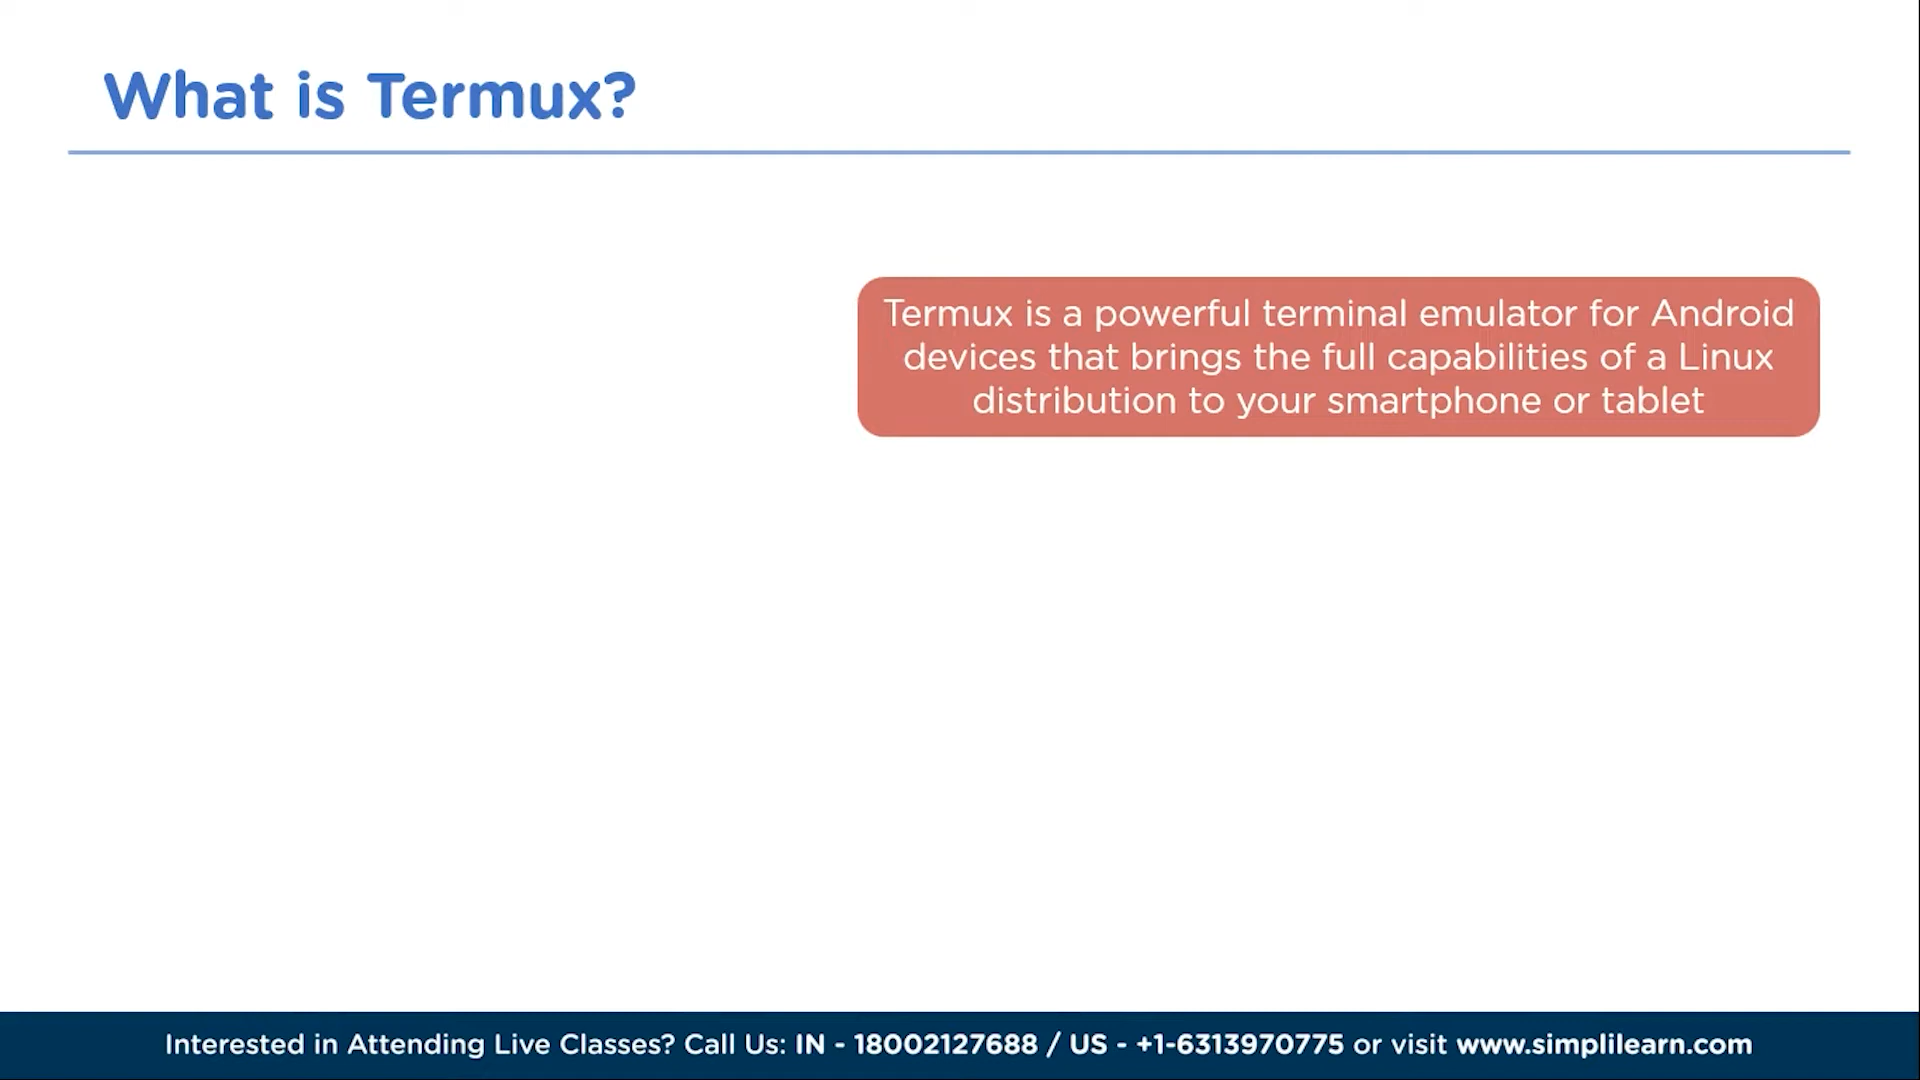 What is Termux?
Termux is a powerful terminal emulator for Android
devices that brings the full capabilities of a Linux
distribution to your smartphone or tablet
Interested in Attending Live Classes? Call Us: IN - 18002127688 / US - +1-6313970775 or visit www.simplilearn.com